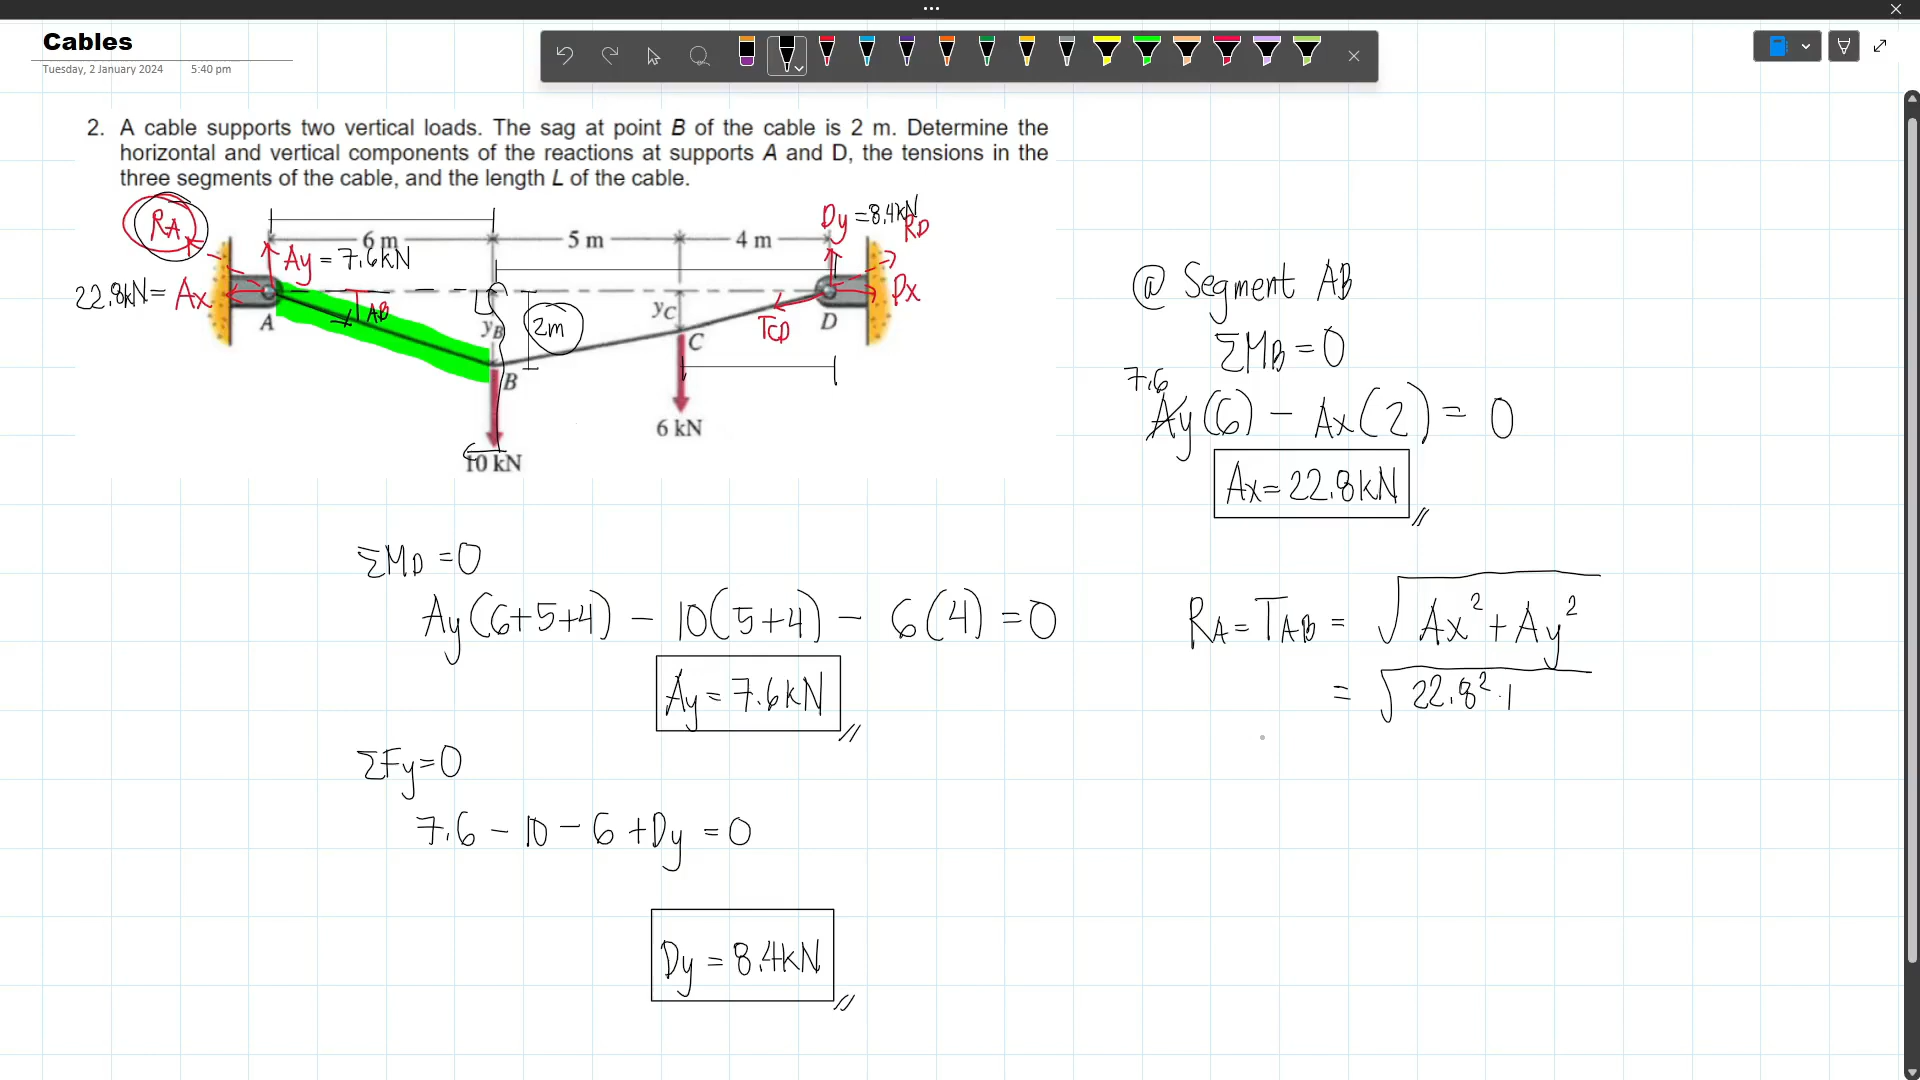 Cables
Tuesday, 2 January 2024 5:40 pm
2. A cable supports two vertical loads. The sag at point B of the cable is 2 m. Determine the
horizontal and vertical components of the reactions at supports A and D, the tensions in the
three segments of the cable, and the length L of the cable.
RA
Dy = 8.4kN
RD
6 m
5 m
4 m
Ay = 7.6kN
22.8kN = Ax
Dx
TAB
A
yB
2m
yC
C
TCD
D
B
6 kN
10 kN
ΣMD = 0
Ay(6+5+4) - 10(5+4) - 6(4) = 0
Ay = 7.6kN
ΣFy = 0
7.6 - 10 - 6 + Dy = 0
Dy = 8.4kN
@ Segment AB
ΣMB = 0
7.6
Ay(6) - Ax(2) = 0
Ax = 22.8kN
RA = TAB = √Ax² + Ay²
= √22.8²